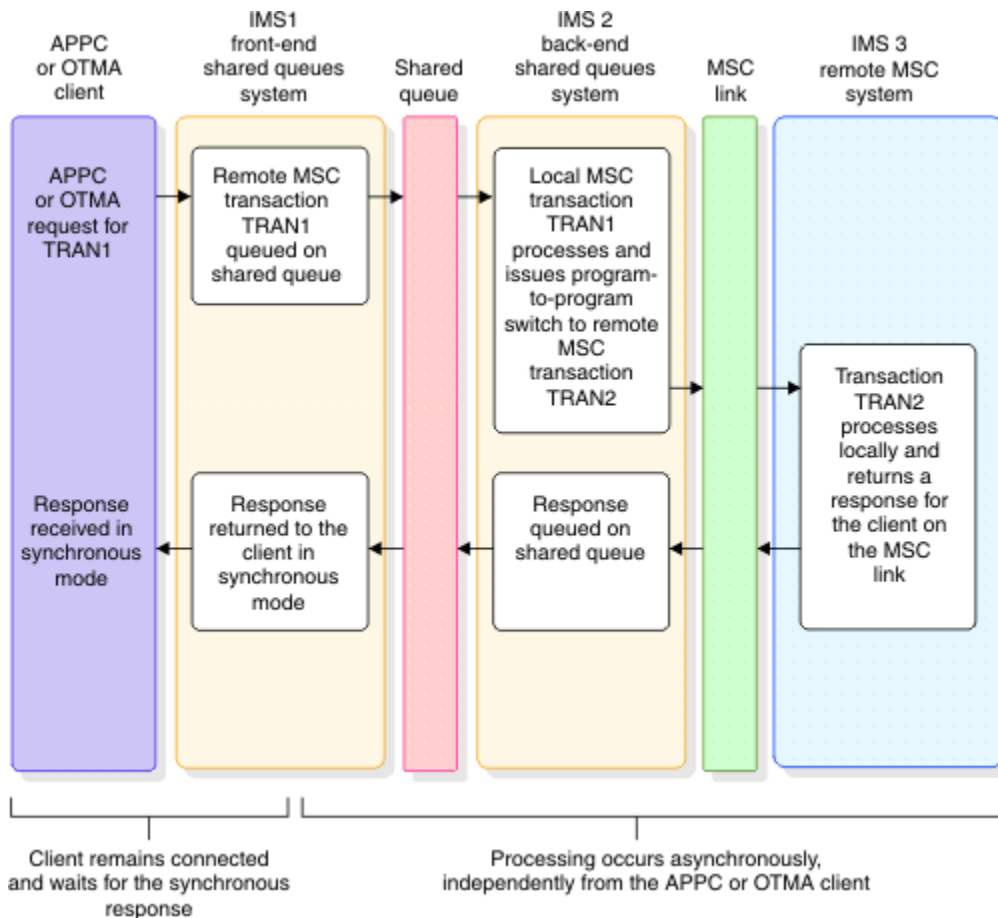 APPC
or OTMA
client
IMS1
front-end
shared queues
system
Shared
queue
IMS 2
back-end
shared queues
system
MSC
link
IMS 3
remote MSC
system
APPC
or OTMA
request for
TRAN1
Remote MSC
transaction
TRAN1
queued on
shared queue
Local MSC
transaction
TRAN1
processes and
issues program-
to-program
switch to remote
MSC
transaction
TRAN2
Transaction
TRAN2
processes
locally and
returns a
response for
the client on
the MSC
link
Response
queued on
shared queue
Response
returned to the
client in
synchronous
mode
Response
received in
synchronous
mode
Client remains connected
and waits for the synchronous
response
Processing occurs asynchronously,
independently from the APPC or OTMA client